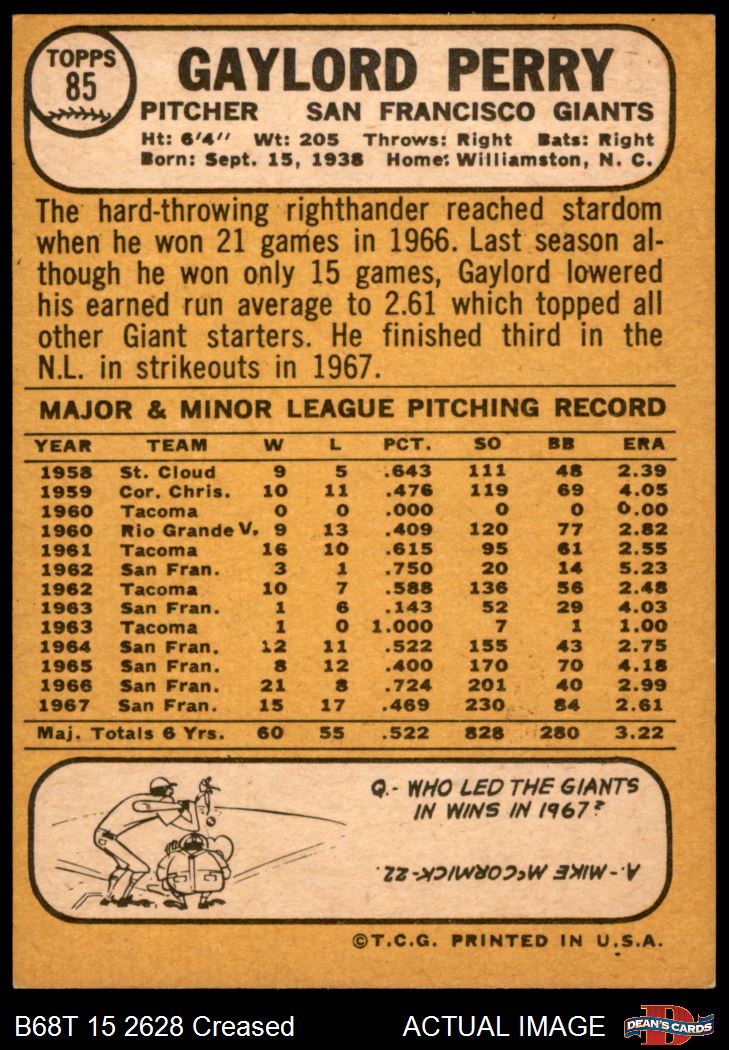 TOPPS
85
GAYLORD PERRY
PITCHER SAN FRANCISCO GIANTS
Ht: 6'4" Wt: 205 Throws: Right Bats: Right
Born: Sept. 15, 1938 Home: Williamston, N. C.
The hard-throwing righthander reached stardom
when he won 21 games in 1966. Last season al-
though he won only 15 games, Gaylord lowered
his earned run average to 2.61 which topped all
other Giant starters. He finished third in the
N.L. in strikeouts in 1967.
MAJOR & MINOR LEAGUE PITCHING RECORD
YEAR TEAM W L PCT. SO BB ERA
1958 St. Cloud 9 5 .643 111 48 2.39
1959 Cor. Chris. 10 11 .476 119 69 4.05
1960 Tacoma 0 0 .000 0 0 0.00
1960 Rio Grande V. 9 13 .409 120 77 2.82
1961 Tacoma 16 10 .615 95 61 2.55
1962 San Fran. 3 1 .750 20 14 5.23
1962 Tacoma 10 7 .588 136 56 2.48
1963 San Fran. 1 6 .143 52 29 4.03
1963 Tacoma 1 0 1.000 7 1 1.00
1964 San Fran. 12 11 .522 155 43 2.75
1965 San Fran. 8 12 .400 170 70 4.18
1966 San Fran. 21 8 .724 201 40 2.99
1967 San Fran. 15 17 .469 230 84 2.61
Maj. Totals 6 Yrs. 60 55 .522 828 280 3.22
Q.- WHO LED THE GIANTS
IN WINS IN 1967?
A.- MIKE McCORMICK-22.
©T.C.G. PRINTED IN U.S.A.
B68T 15 2628 Creased ACTUAL IMAGE
D
DEAN'S CARDS